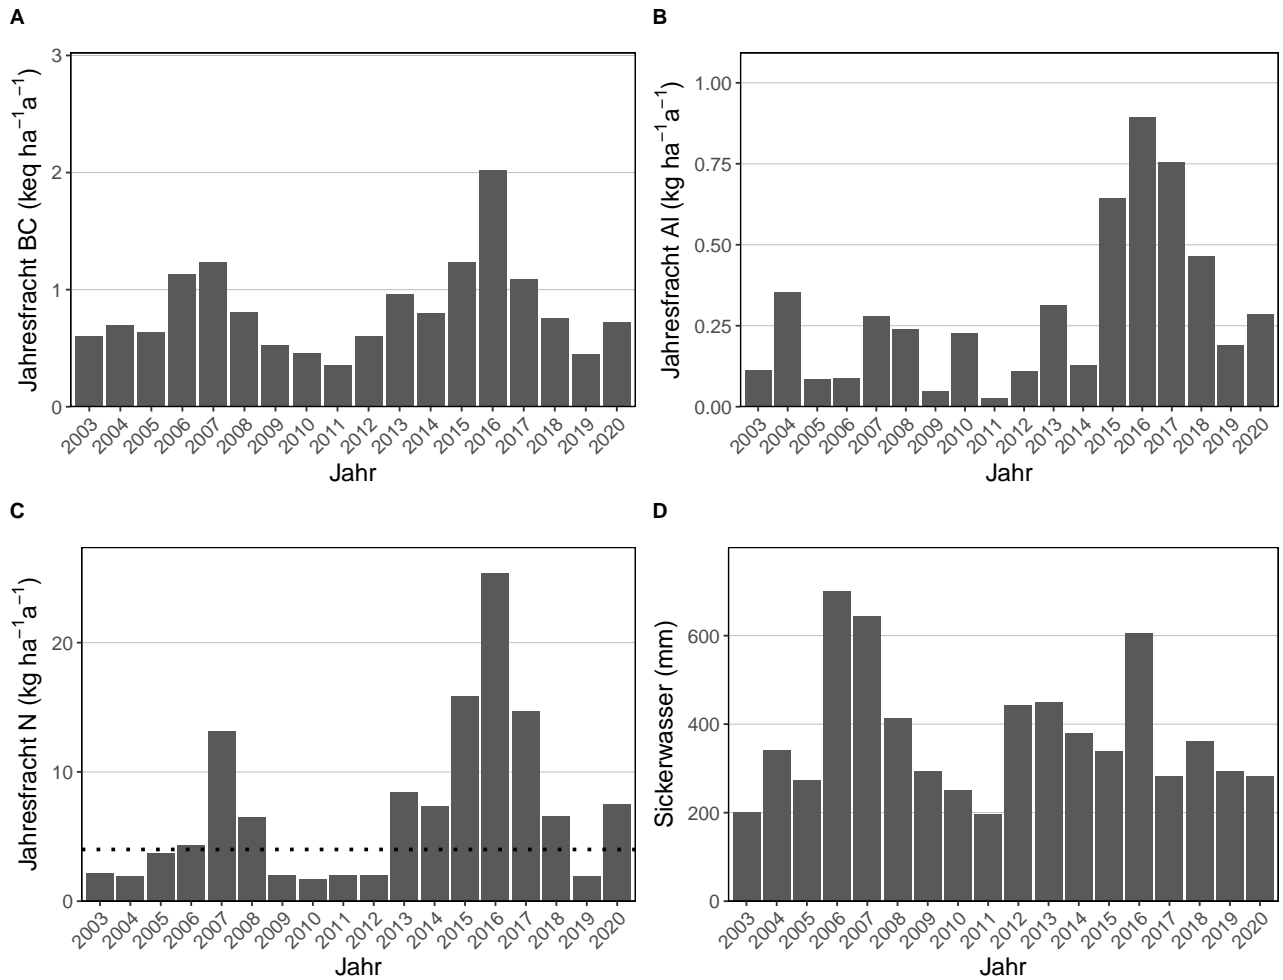 A
Jahresfracht BC (keq ha⁻¹a⁻¹)
3
2
1
0
2003 2004 2005 2006 2007 2008 2009 2010 2011 2012 2013 2014 2015 2016 2017 2018 2019 2020
Jahr
B
Jahresfracht Al (kg ha⁻¹a⁻¹)
1.00
0.75
0.50
0.25
0.00
2003 2004 2005 2006 2007 2008 2009 2010 2011 2012 2013 2014 2015 2016 2017 2018 2019 2020
Jahr
C
Jahresfracht N (kg ha⁻¹a⁻¹)
20
10
0
2003 2004 2005 2006 2007 2008 2009 2010 2011 2012 2013 2014 2015 2016 2017 2018 2019 2020
Jahr
D
Sickerwasser (mm)
600
400
200
0
2003 2004 2005 2006 2007 2008 2009 2010 2011 2012 2013 2014 2015 2016 2017 2018 2019 2020
Jahr